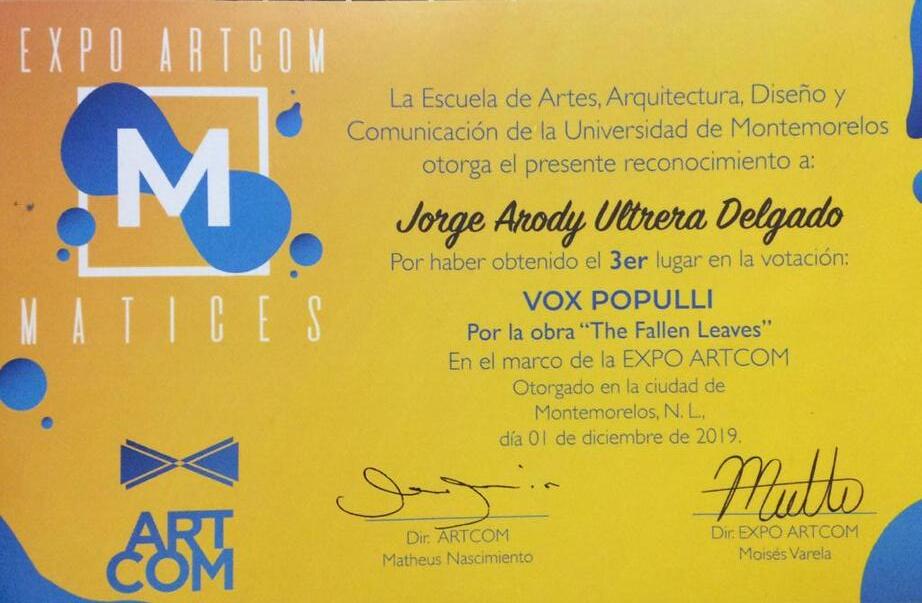 EXPO ARTCOM
M
MATICES
La Escuela de Artes, Arquitectura, Diseño y
Comunicación de la Universidad de Montemorelos
otorga el presente reconocimiento a:
Jorge Arody Ultrera Delgado
Por haber obtenido el 3er lugar en la votación:
VOX POPULLI
Por la obra “The Fallen Leaves”
En el marco de la EXPO ARTCOM
Otorgado en la ciudad de
Montemorelos, N. L.,
día 01 de diciembre de 2019.
ART
COM
Dir. ARTCOM
Matheus Nascimiento
Dir. EXPO ARTCOM
Moisés Varela